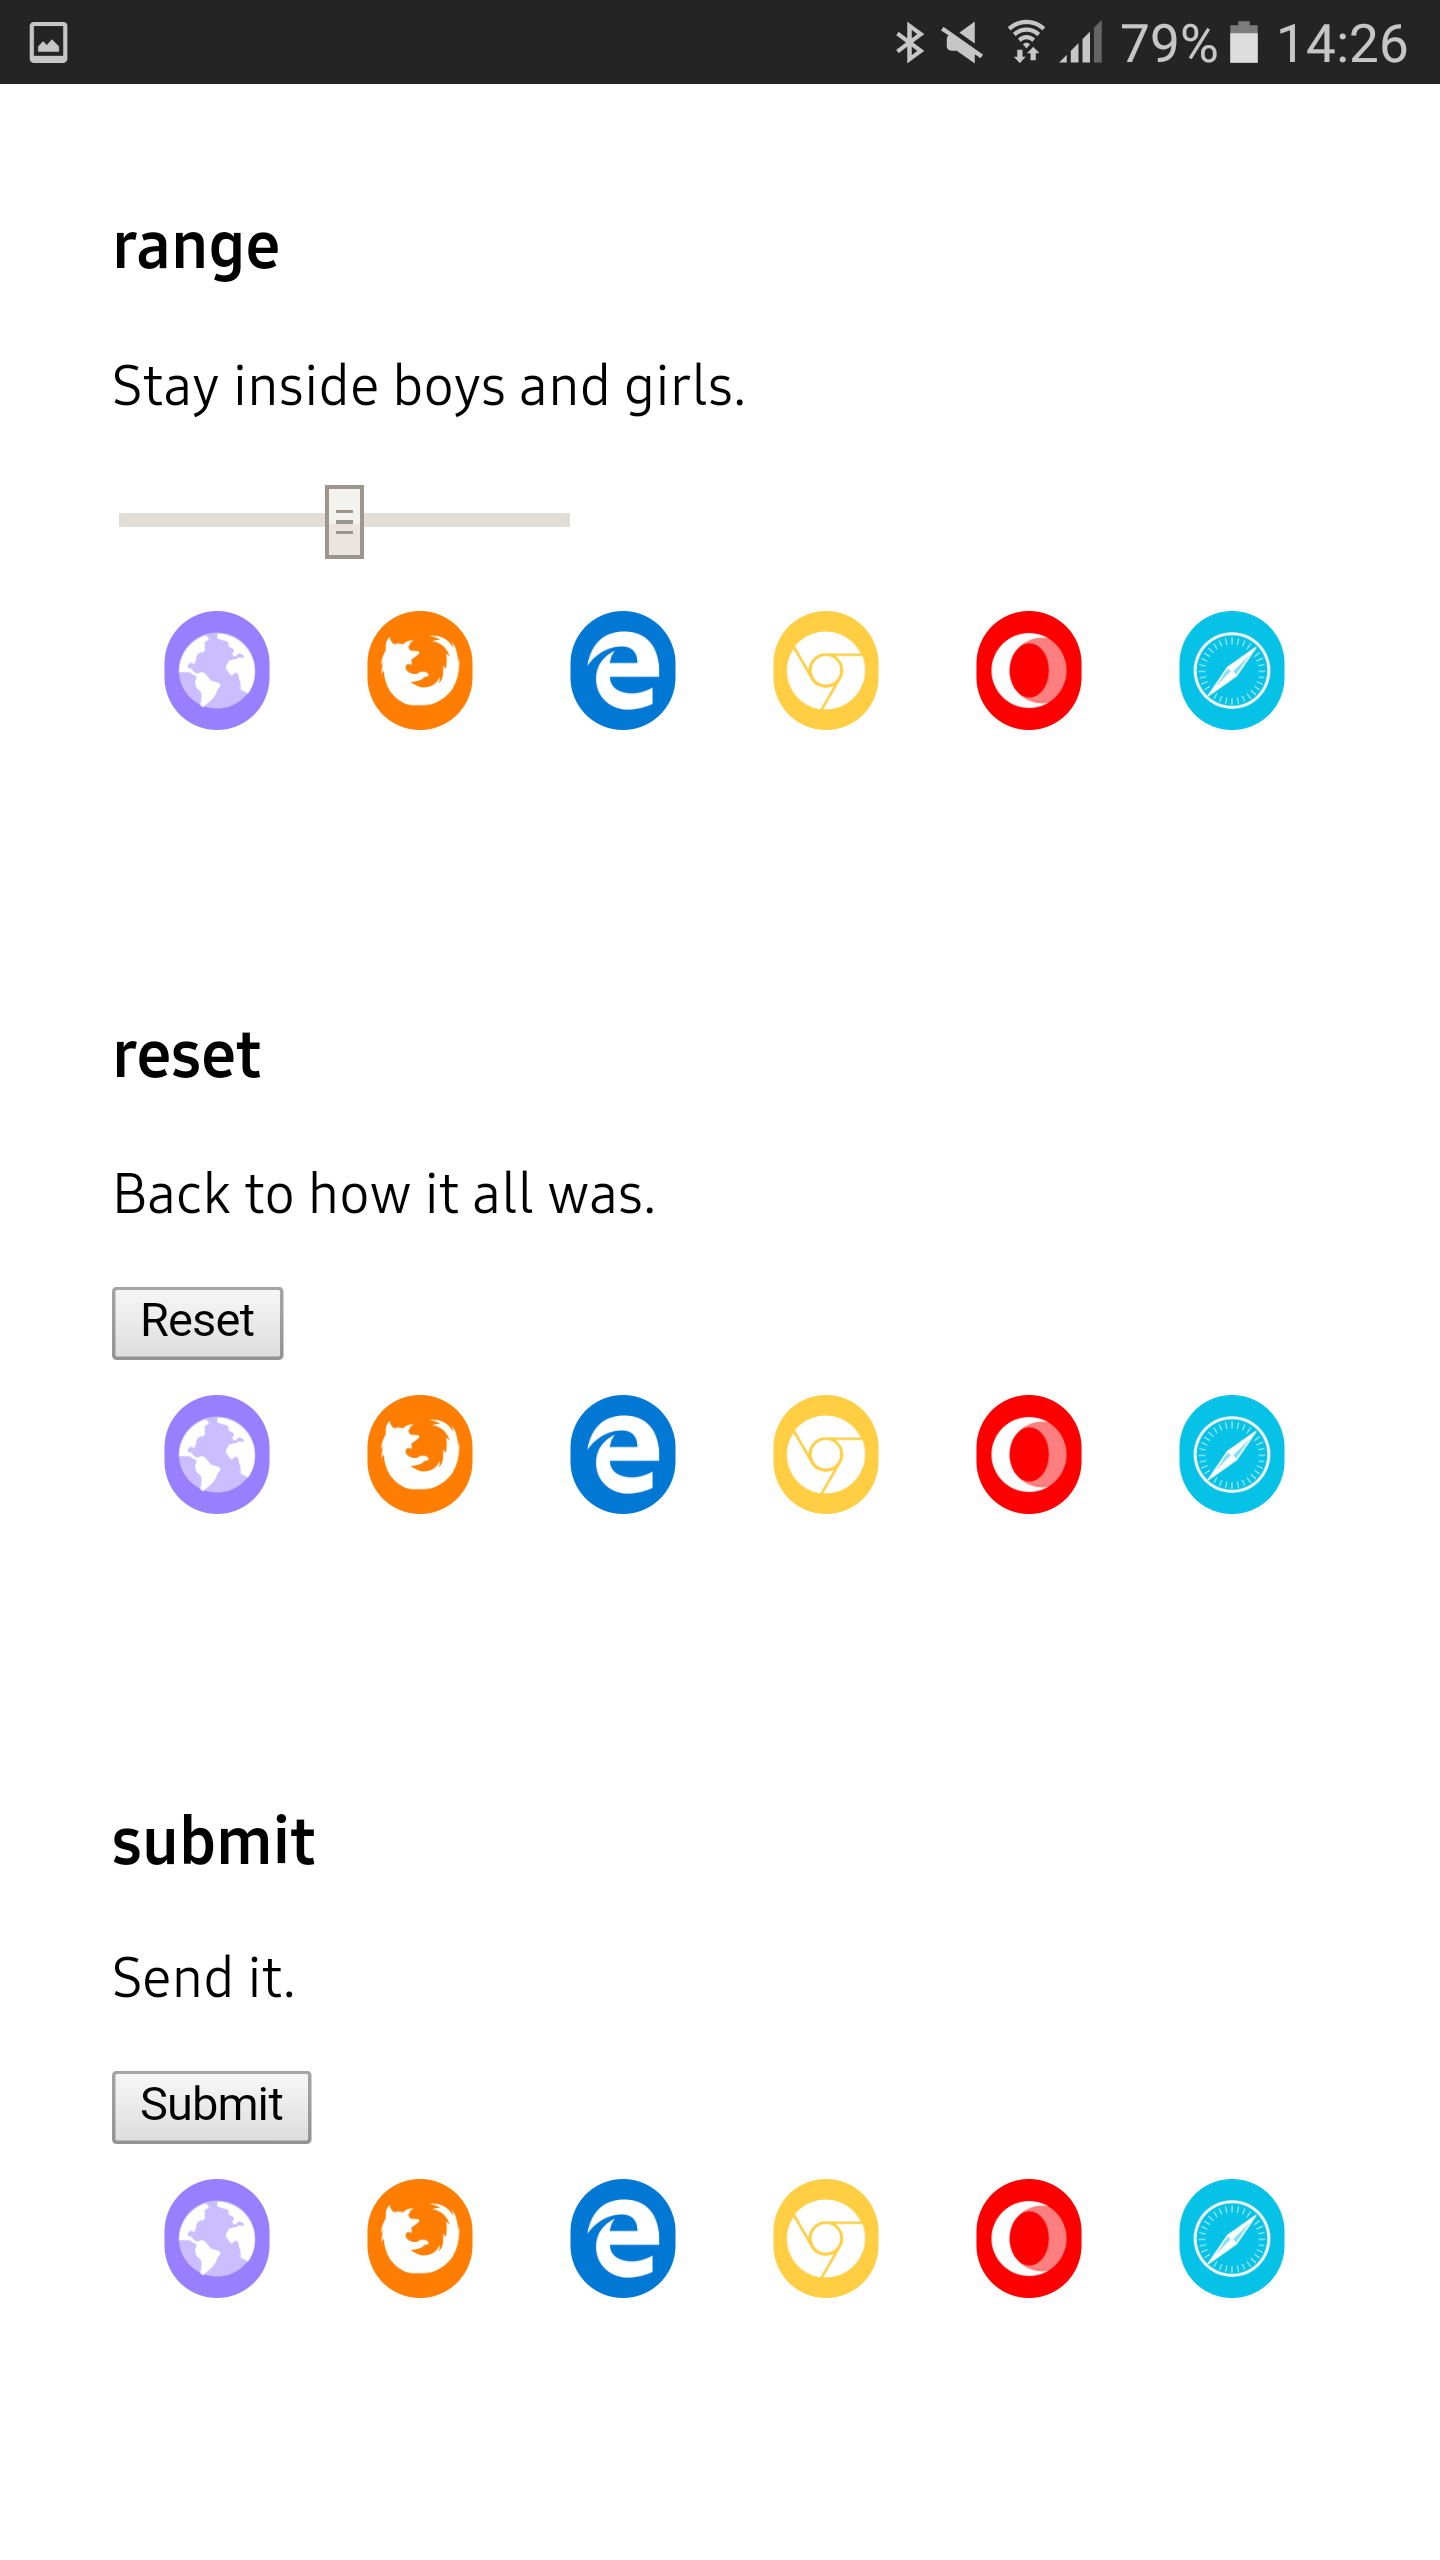 79% 14:26
range
Stay inside boys and girls.
reset
Back to how it all was.
Reset
submit
Send it.
Submit